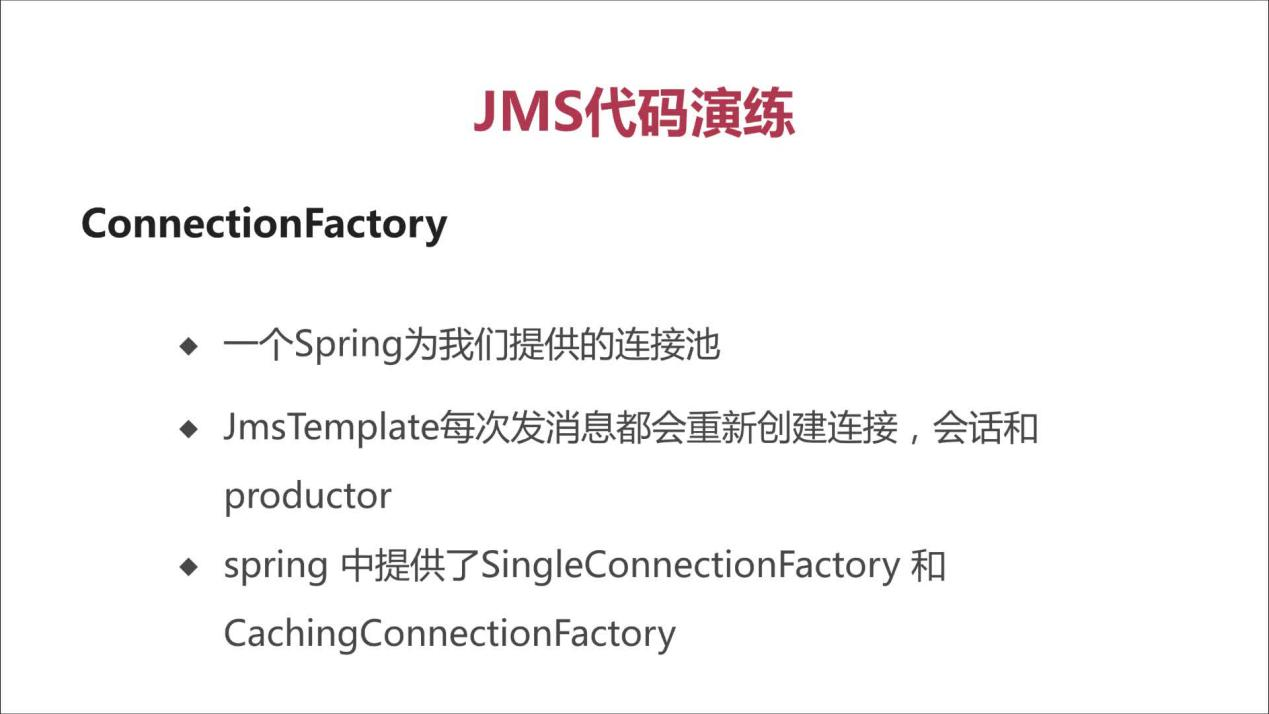 JMS代码演练
ConnectionFactory
◆ 一个Spring为我们提供的连接池
◆ JmsTemplate每次发消息都会重新创建连接，会话和
productor
◆ spring 中提供了SingleConnectionFactory 和
CachingConnectionFactory